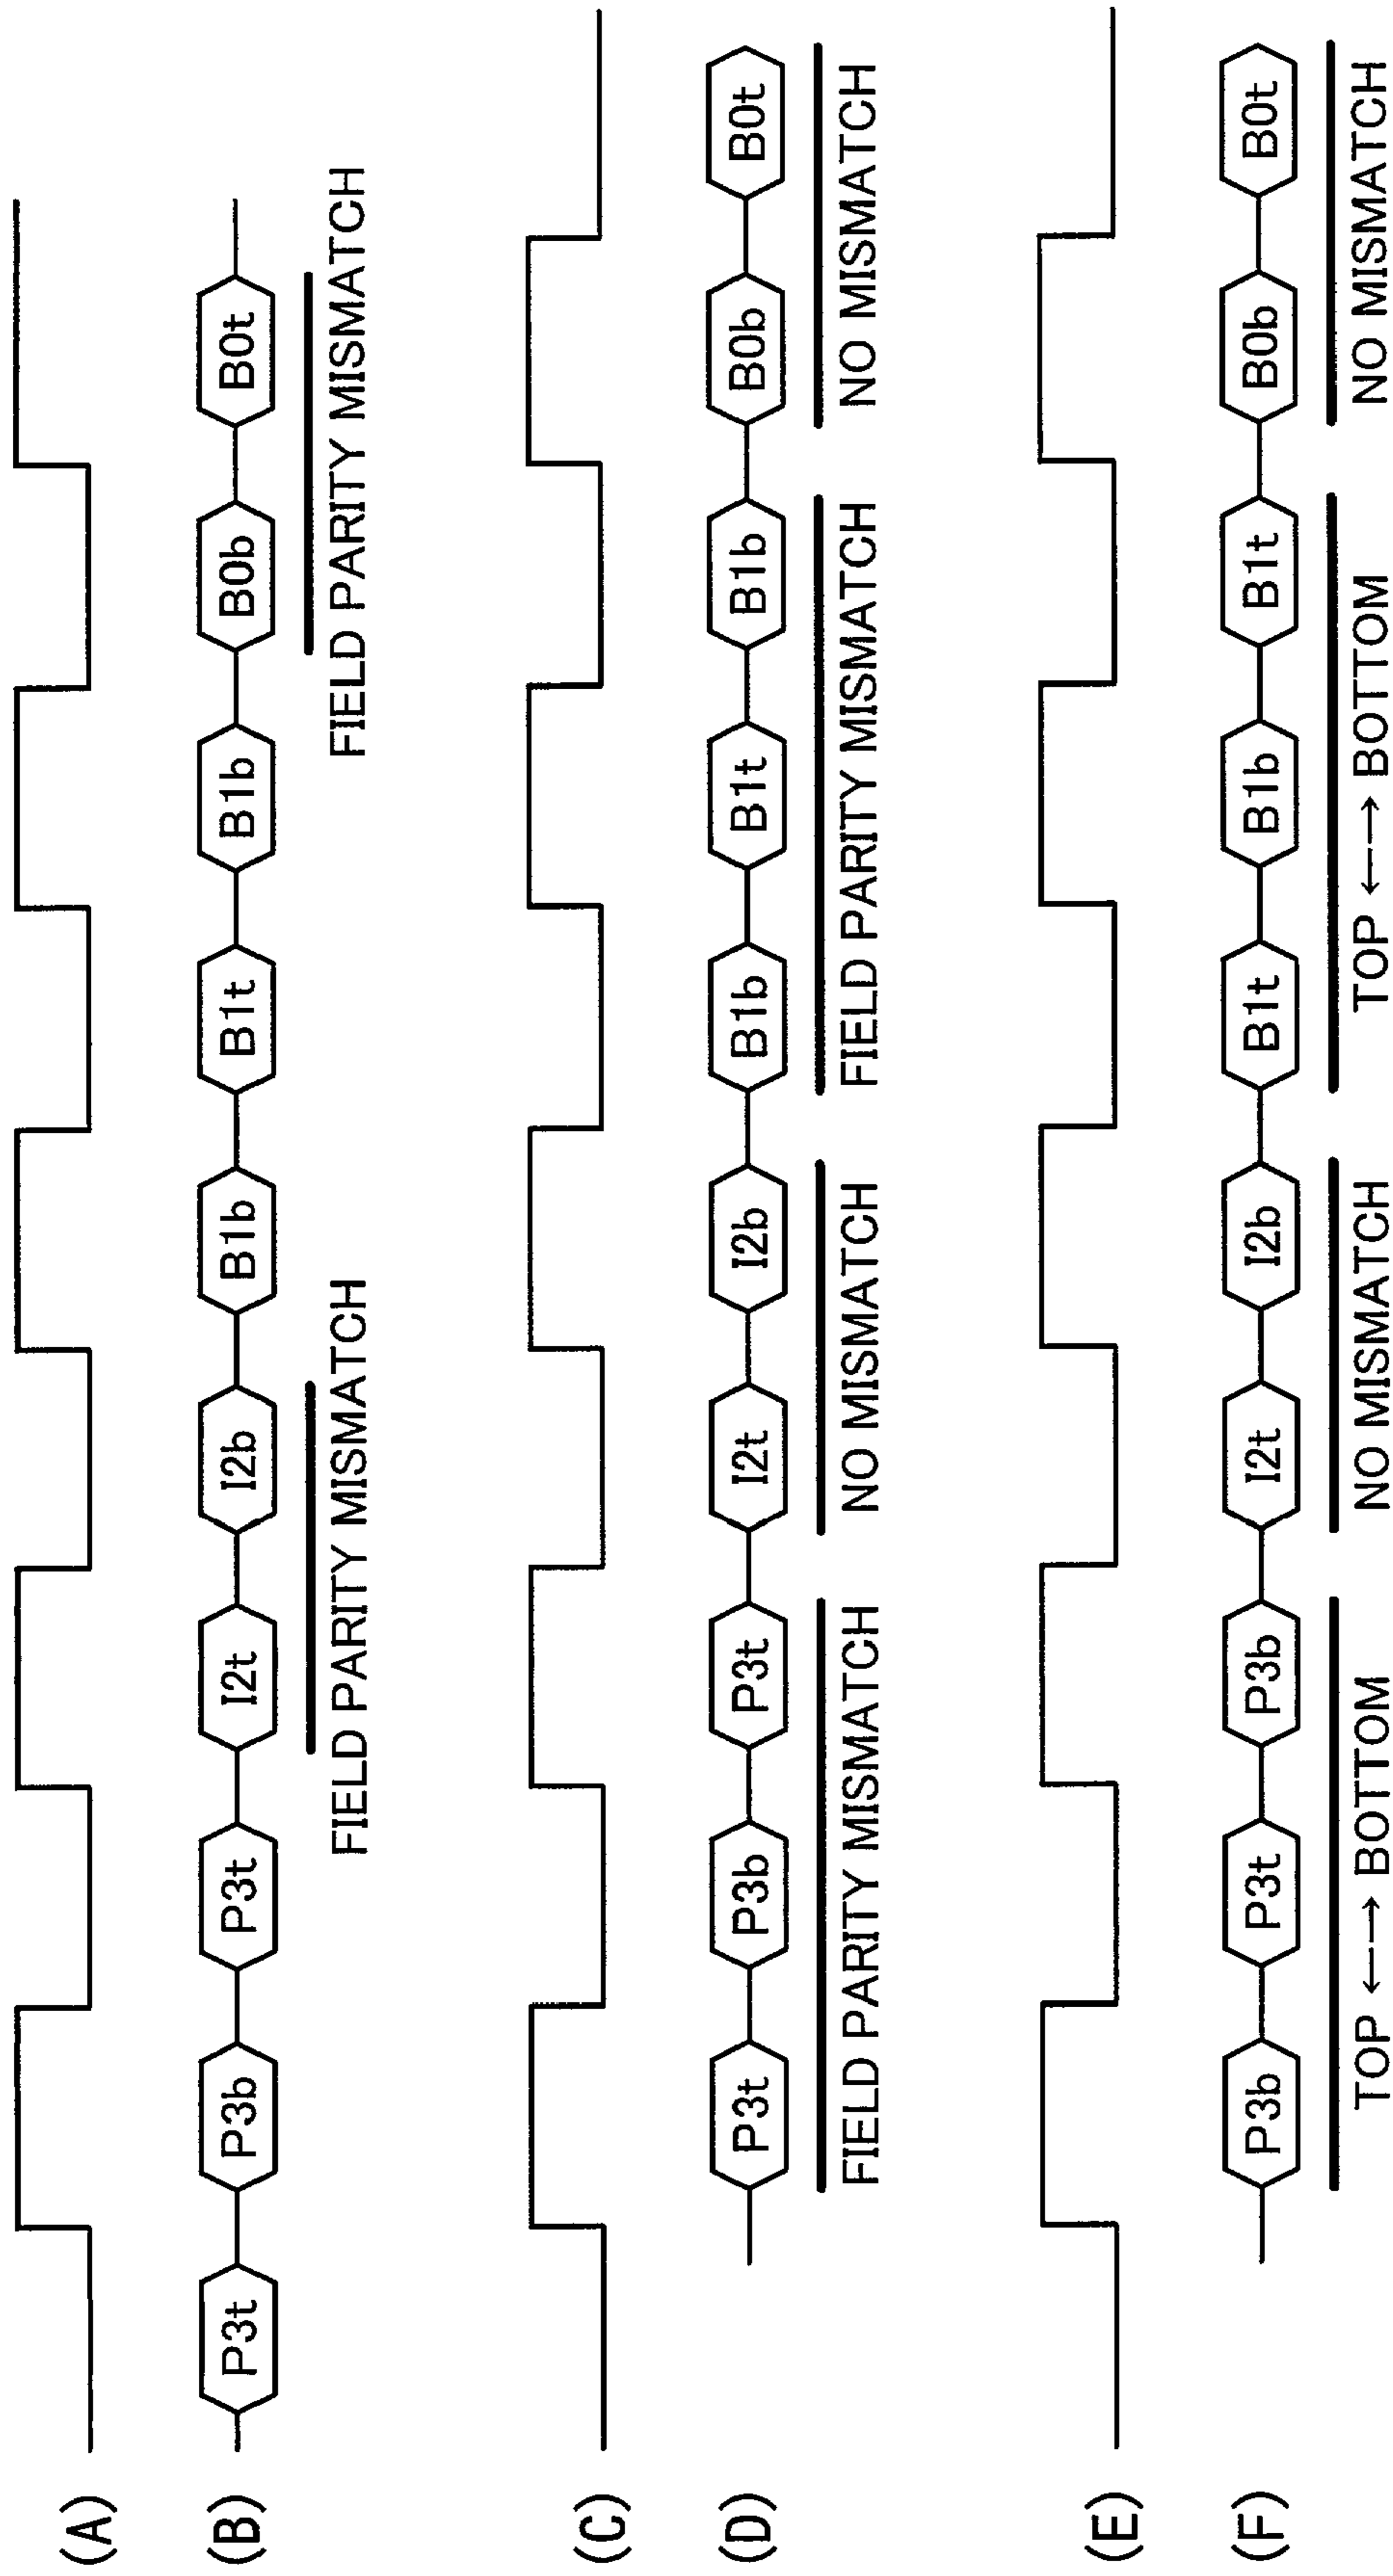 (A)
(B) P3t P3b P3t I2t I2b B1b B1t B1b B0b B0t
FIELD PARITY MISMATCH FIELD PARITY MISMATCH
(C)
(D) P3t P3b P3t I2t I2b B1b B1t B1b B0b B0t
FIELD PARITY MISMATCH NO MISMATCH FIELD PARITY MISMATCH NO MISMATCH
(E)
(F) P3b P3t P3b I2t I2b B1t B1b B1t B0b B0t
TOP ←→ BOTTOM NO MISMATCH TOP ←→ BOTTOM NO MISMATCH